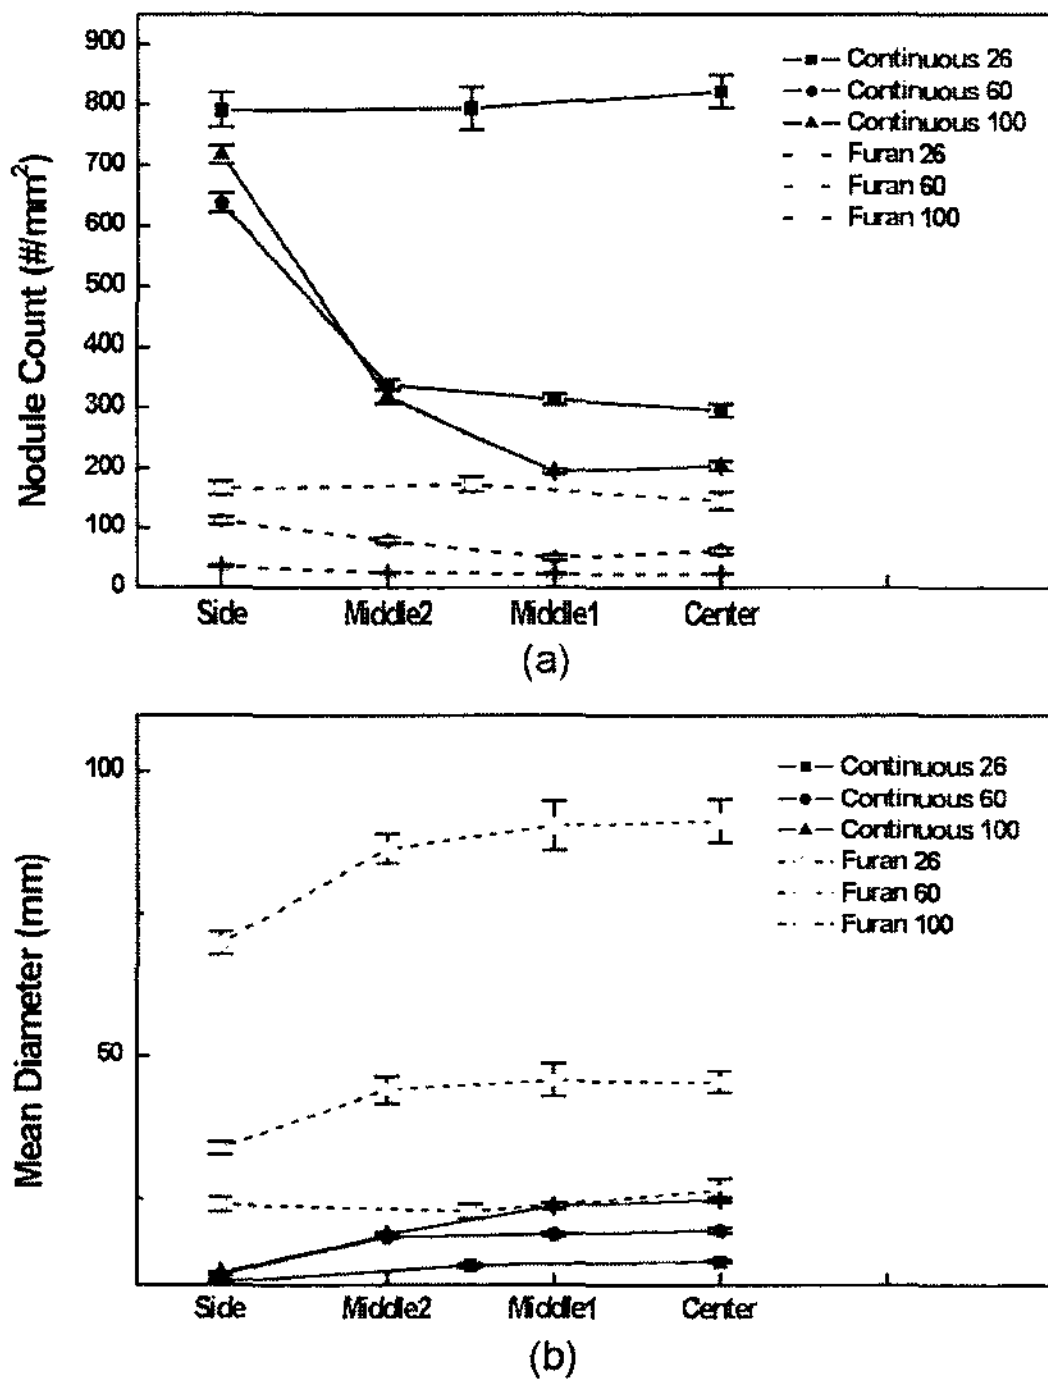 900
800
700
600
500
400
300
200
100
0
Nodule Count (#/mm²)
Continuous 26
Continuous 60
Continuous 100
Furan 26
Furan 60
Furan 100
Side Middle2 Middle1 Center
(a)
100
50
Mean Diameter (mm)
Continuous 26
Continuous 60
Continuous 100
Furan 26
Furan 60
Furan 100
Side Middle2 Middle1 Center
(b)